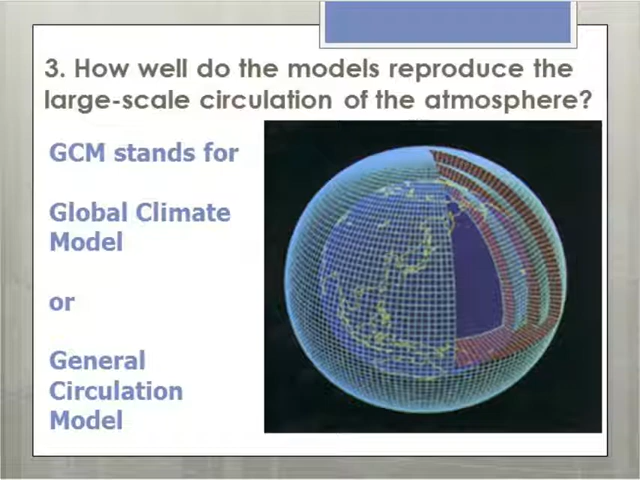 3. How well do the models reproduce the
large-scale circulation of the atmosphere?
GCM stands for
Global Climate
Model
or
General
Circulation
Model